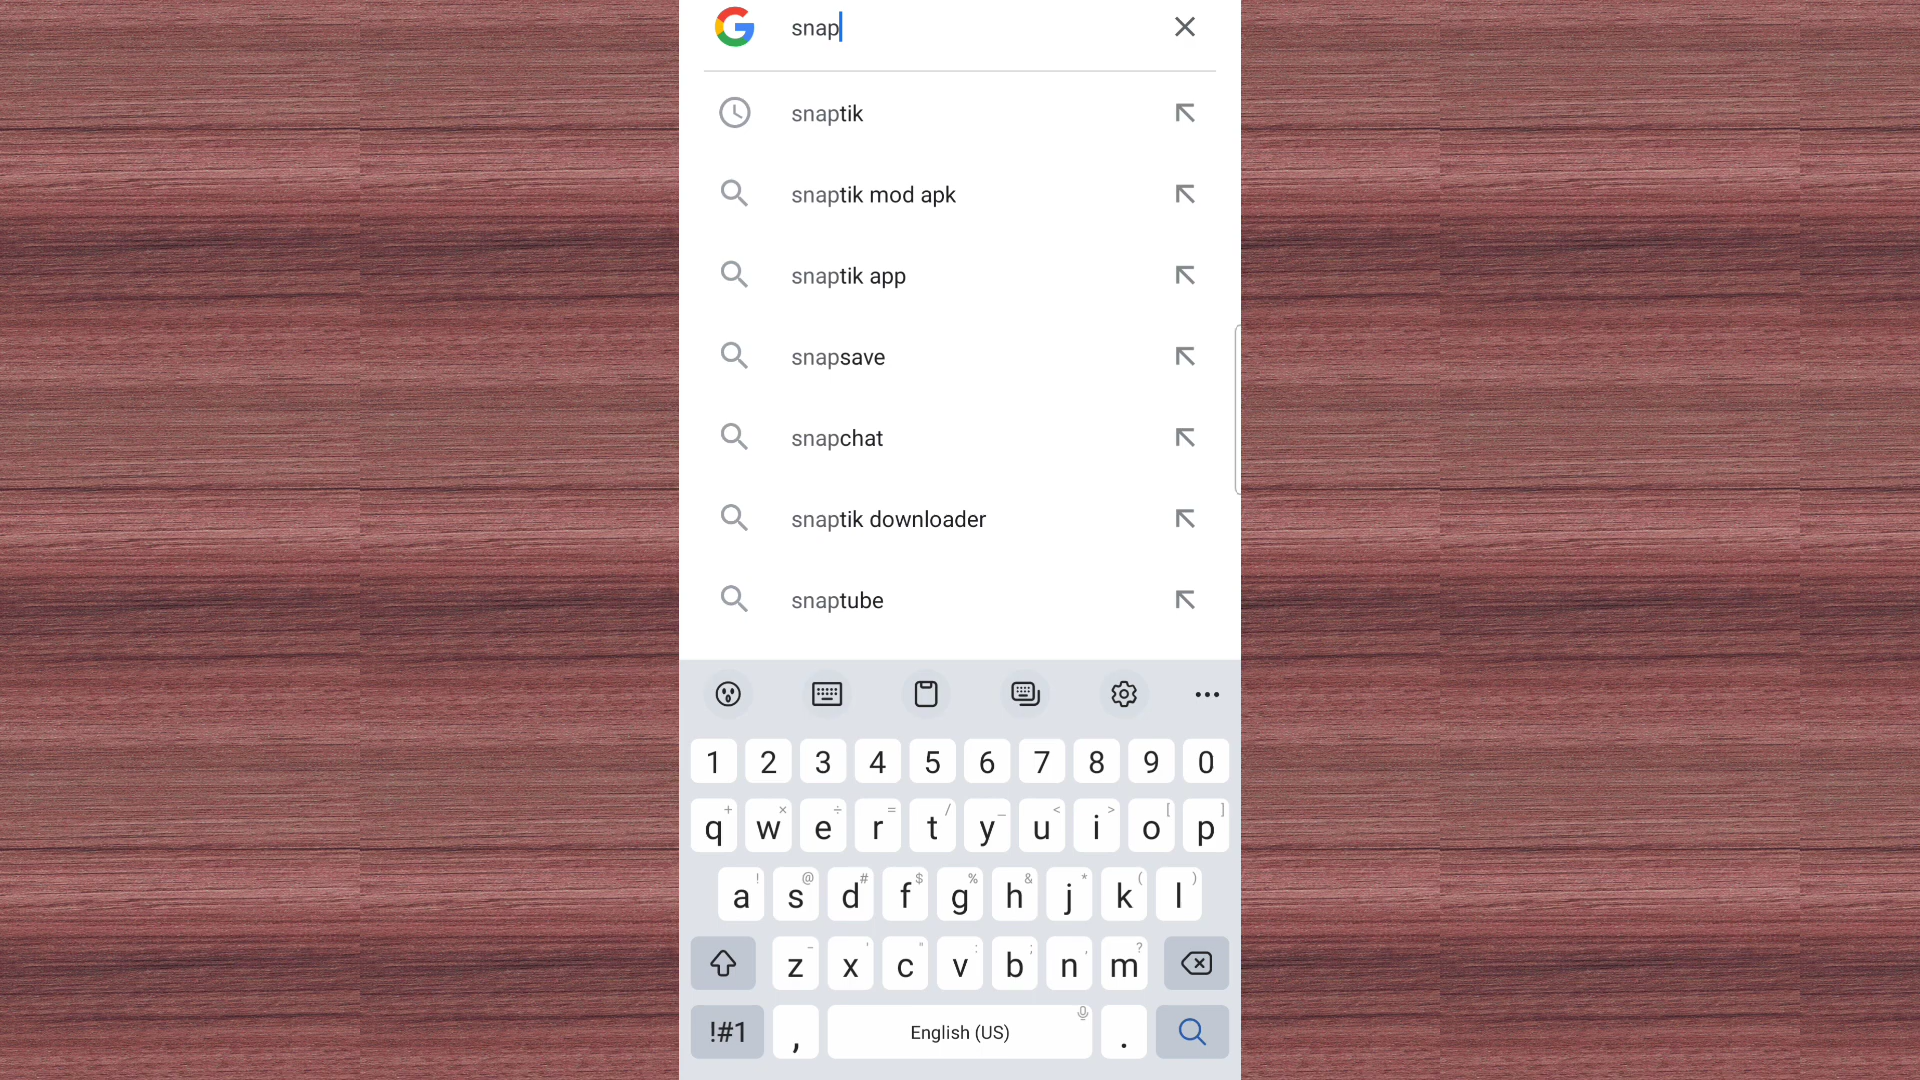 snap
snaptik
snaptik mod apk
snaptik app
snapsave
snapchat
snaptik downloader
snaptube
1 2 3 4 5 6 7 8 9 0
q w e r t y u i o p
a s d f g h j k l
z x c v b n m
!#1 , English (US) .